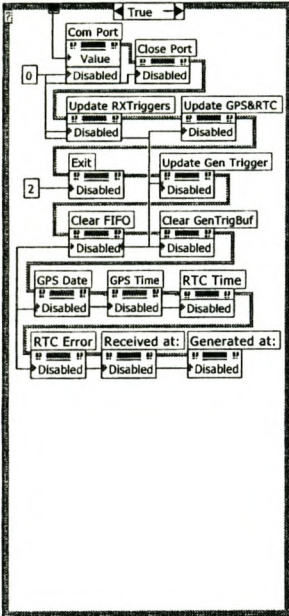 True
Com Port
Close Port
Value
0
Disabled
Disabled
Update RXTriggers
Update GPS&RTC
Disabled
Disabled
Exit
Update Gen Trigger
2
Disabled
Disabled
Clear FIFO
Clear GenTrigBuf
Disabled
Disabled
GPS Date
GPS Time
RTC Time
Disabled
Disabled
Disabled
RTC Error
Received at:
Generated at:
Disabled
Disabled
Disabled